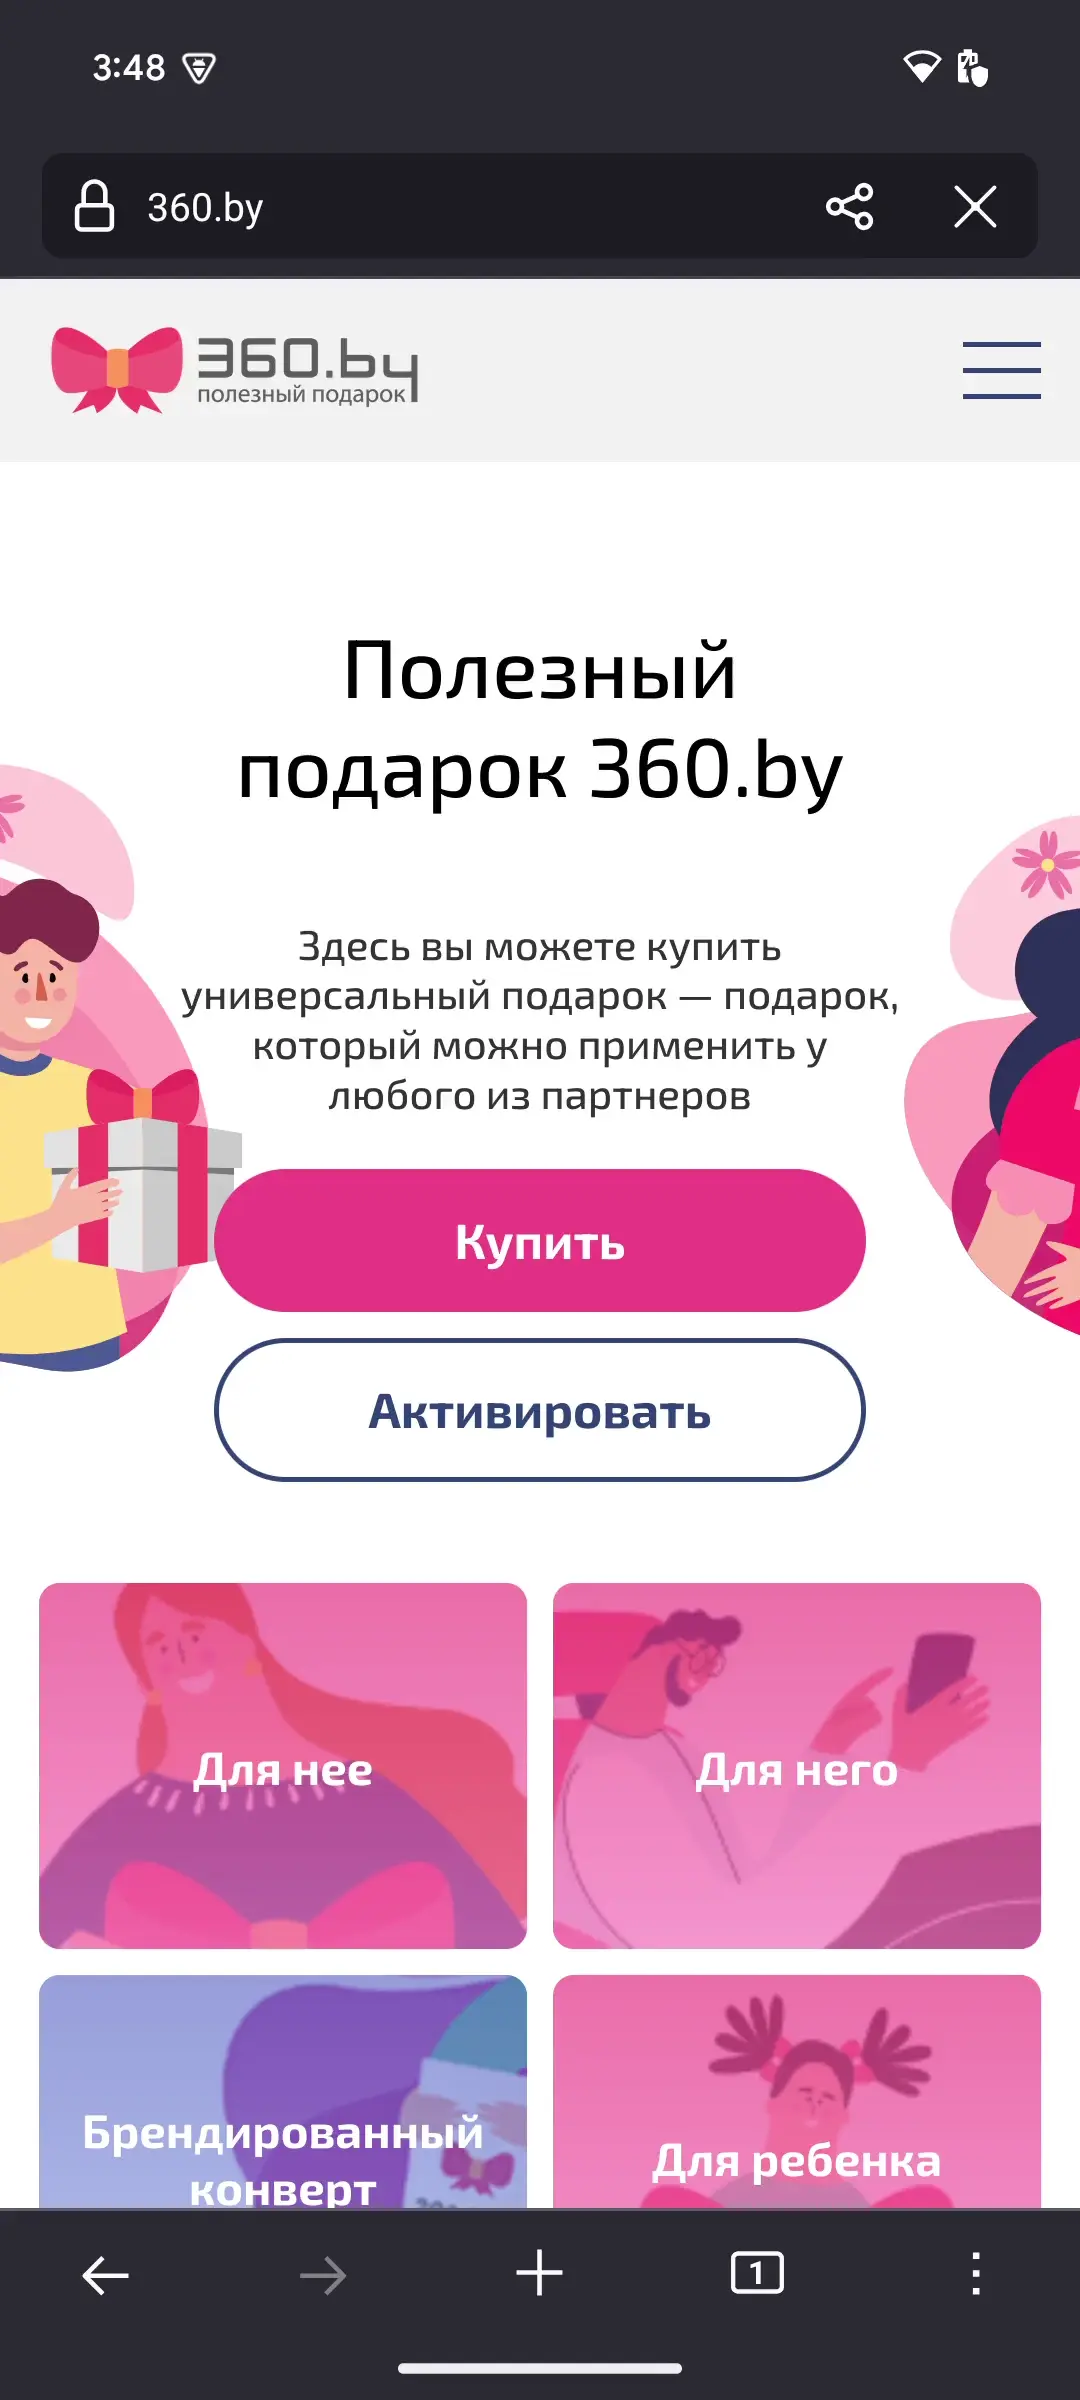 3:48
360.by
360.by
полезный подарок
Полезный
подарок 360.by
Здесь вы можете купить
универсальный подарок — подарок,
который можно применить у
любого из партнеров
Купить
Активировать
Для нее
Для него
Брендированный
конверт
Для ребенка
1